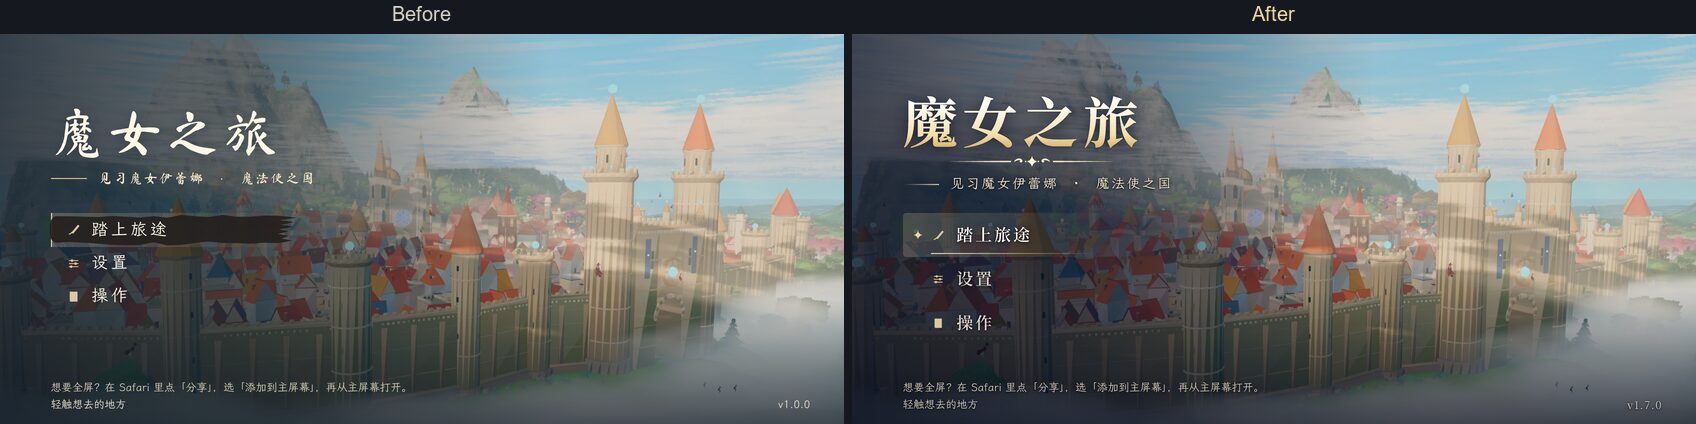 Before
魔女之旅
见习魔女伊蕾娜 · 魔法使之国
踏上旅途
设置
操作
想要全屏？在 Safari 里点「分享」，选「添加到主屏幕」，再从主屏幕打开。
轻触想去的地方
v1.0.0
After
魔女之旅
见习魔女伊蕾娜 · 魔法使之国
踏上旅途
设置
操作
想要全屏？在 Safari 里点「分享」，选「添加到主屏幕」，再从主屏幕打开。
轻触想去的地方
v1.7.0